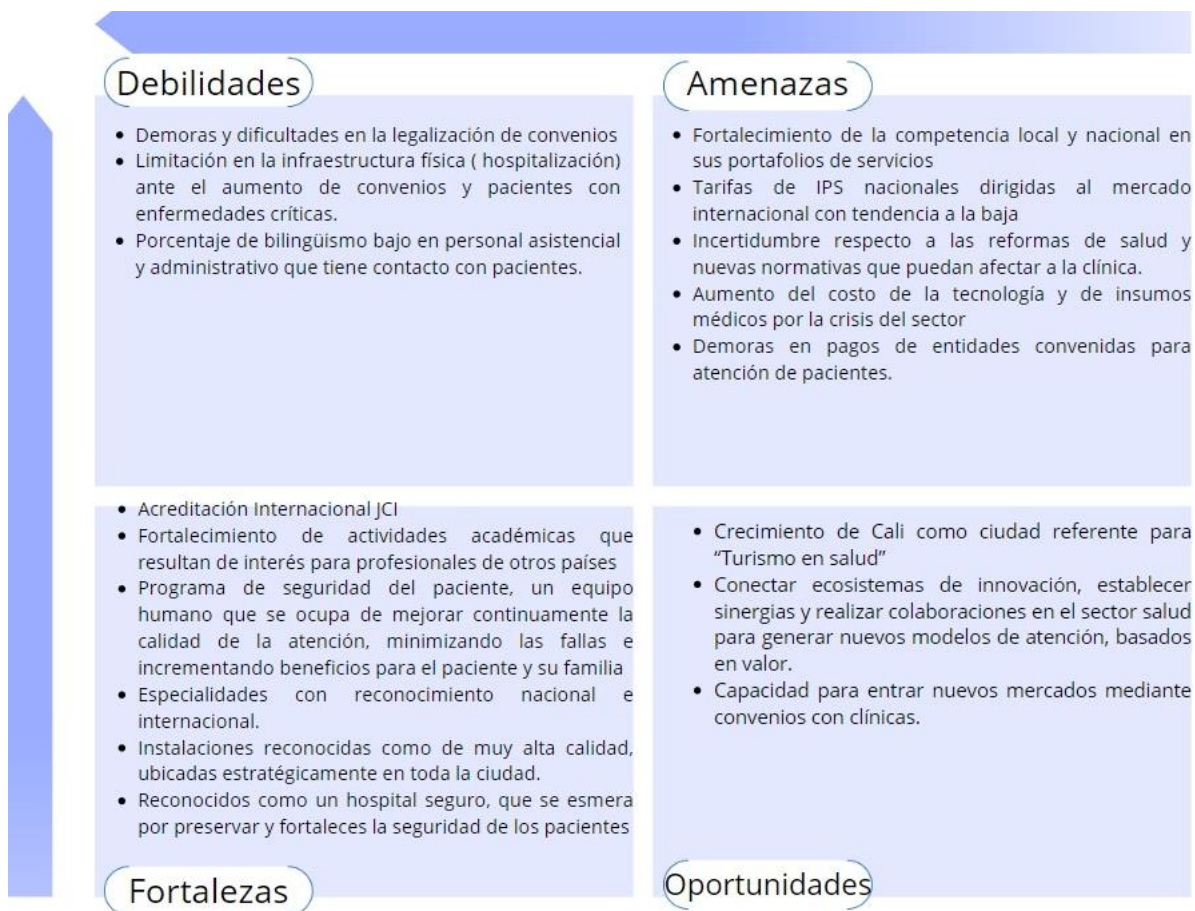 Debilidades
• Demoras y dificultades en la legalización de convenios
• Limitación en la infraestructura física ( hospitalización)
ante el aumento de convenios y pacientes con
enfermedades críticas.
• Porcentaje de bilingüismo bajo en personal asistencial
y administrativo que tiene contacto con pacientes.
Amenazas
• Fortalecimiento de la competencia local y nacional en
sus portafolios de servicios
• Tarifas de IPS nacionales dirigidas al mercado
internacional con tendencia a la baja
• Incertidumbre respecto a las reformas de salud y
nuevas normativas que puedan afectar a la clínica.
• Aumento del costo de la tecnología y de insumos
médicos por la crisis del sector
• Demoras en pagos de entidades convenidas para
atención de pacientes.
• Acreditación Internacional JCI
• Fortalecimiento de actividades académicas que
resultan de interés para profesionales de otros países
• Programa de seguridad del paciente, un equipo
humano que se ocupa de mejorar continuamente la
calidad de la atención, minimizando las fallas e
incrementando beneficios para el paciente y su familia
• Especialidades con reconocimiento nacional e
internacional.
• Instalaciones reconocidas como de muy alta calidad,
ubicadas estratégicamente en toda la ciudad.
• Reconocidos como un hospital seguro, que se esmera
por preservar y fortaleces la seguridad de los pacientes
Fortalezas
• Crecimiento de Cali como ciudad referente para
“Turismo en salud”
• Conectar ecosistemas de innovación, establecer
sinergias y realizar colaboraciones en el sector salud
para generar nuevos modelos de atención, basados
en valor.
• Capacidad para entrar nuevos mercados mediante
convenios con clínicas.
Oportunidades